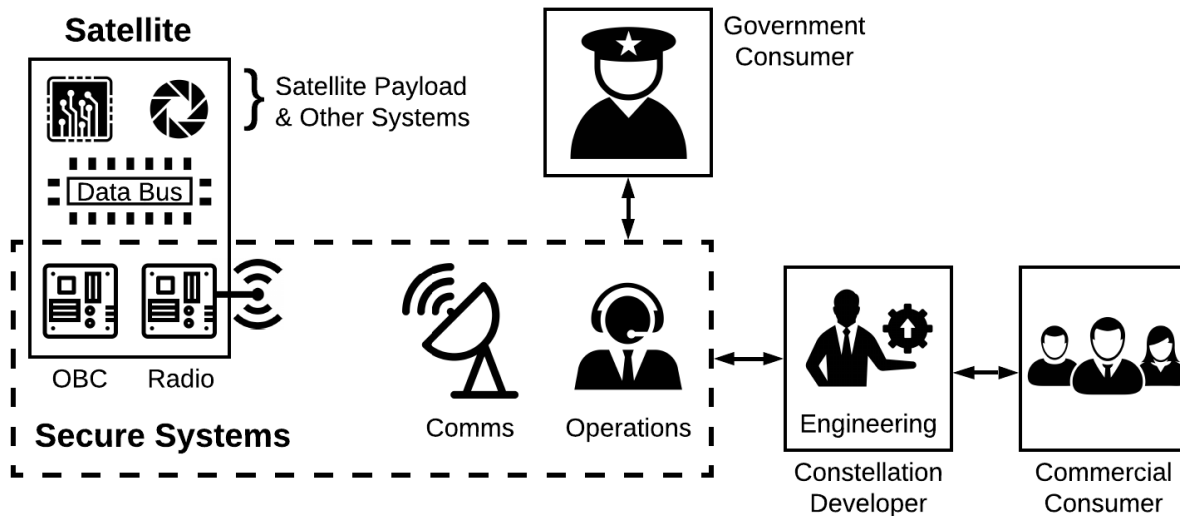 Satellite
Satellite Payload
& Other Systems
Data Bus
Government
Consumer
OBC
Radio
Secure Systems
Comms
Operations
Engineering
Constellation
Developer
Commercial
Consumer